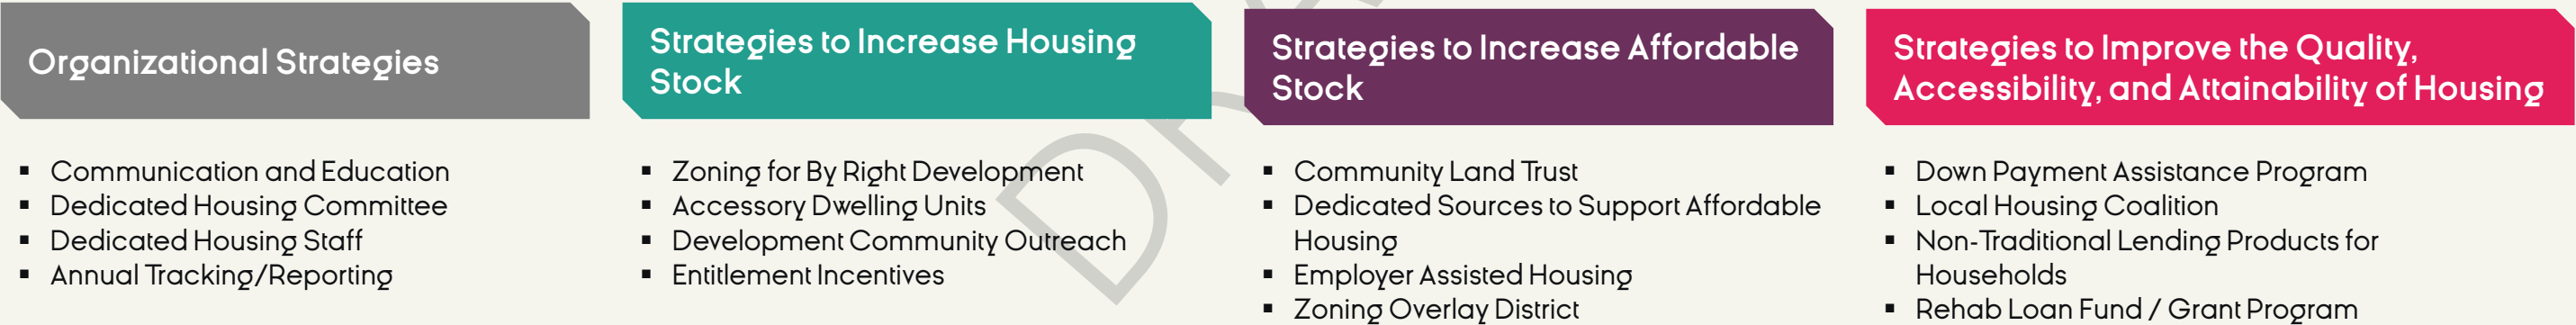 Organizational Strategies
▪ Communication and Education
▪ Dedicated Housing Committee
▪ Dedicated Housing Staff
▪ Annual Tracking/Reporting
Strategies to Increase Housing
Stock
▪ Zoning for By Right Development
▪ Accessory Dwelling Units
▪ Development Community Outreach
▪ Entitlement Incentives
Strategies to Increase Affordable
Stock
▪ Community Land Trust
▪ Dedicated Sources to Support Affordable
Housing
▪ Employer Assisted Housing
▪ Zoning Overlay District
Strategies to Improve the Quality,
Accessibility, and Attainability of Housing
▪ Down Payment Assistance Program
▪ Local Housing Coalition
▪ Non-Traditional Lending Products for
Households
▪ Rehab Loan Fund / Grant Program